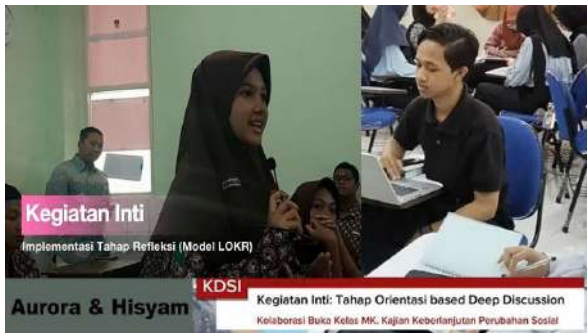 Kegiatan Inti
Implementasi Tahap Refleksi (Model LOKR)
Aurora & Hisyam
KDSI
Kegiatan Inti: Tahap Orientasi based Deep Discussion
Kolaborasi Buka Kelas MK. Kajian Keberlanjutan Perubahan Sosial